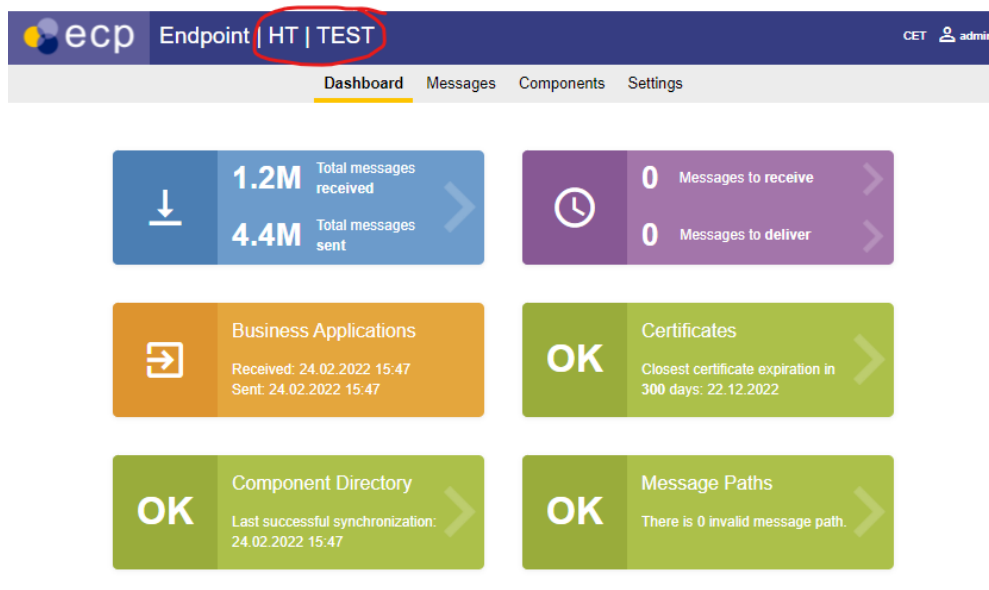 ecp Endpoint | HT | TEST CET admin
Dashboard Messages Components Settings
1.2M Total messages received
4.4M Total messages sent
0 Messages to receive
0 Messages to deliver
Business Applications
Received: 24.02.2022 15:47
Sent: 24.02.2022 15:47
OK
Certificates
Closest certificate expiration in
300 days: 22.12.2022
OK
Component Directory
Last successful synchronization:
24.02.2022 15:47
OK
Message Paths
There is 0 invalid message path.